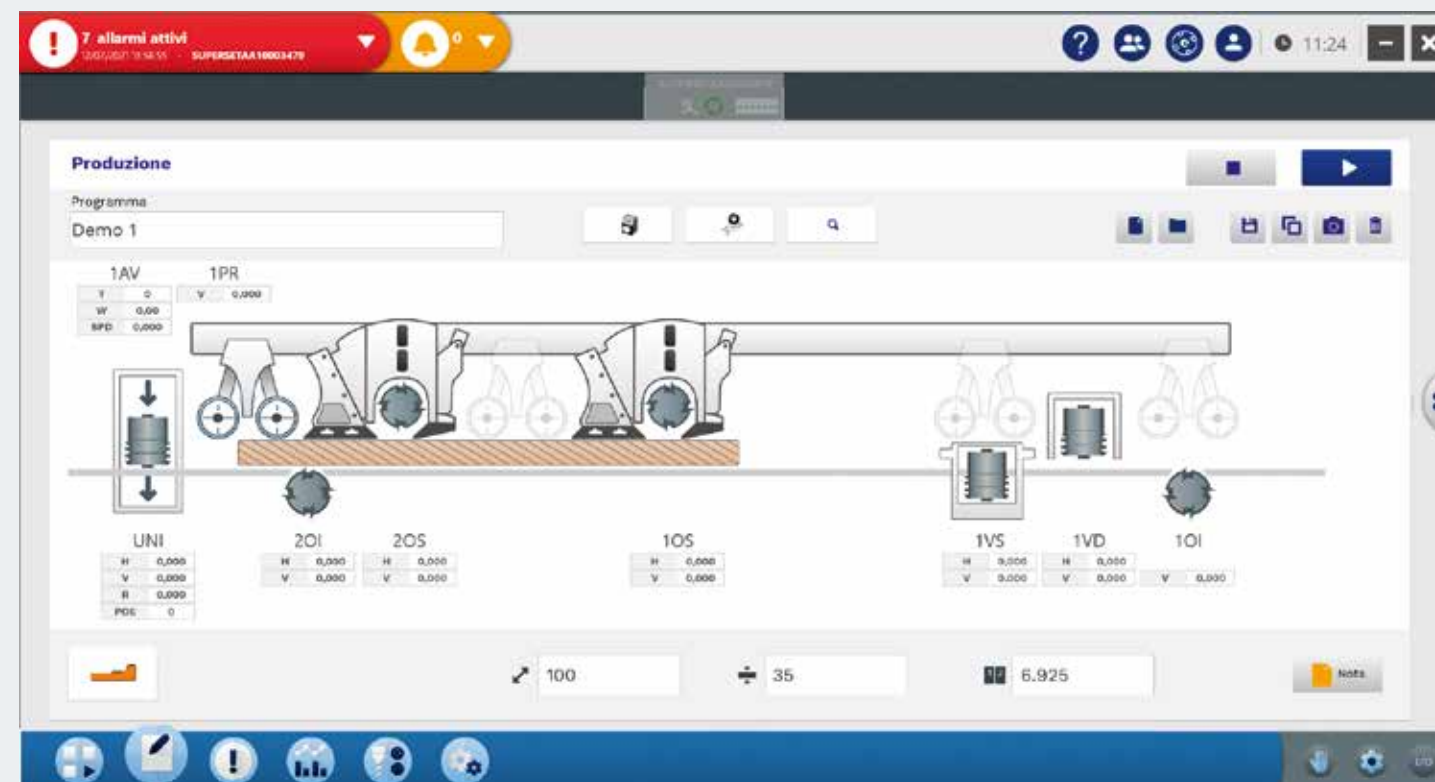 7 allarmi attivi
SUPERSETAA10003479
0
11:24
Produzione
Programma
Demo 1
1AV
1PR
T 0
V 0,000
W 0,00
SPD 0,000
UNI
2OI
2OS
1OS
1VS
1VD
1OI
H 0,000
H 0,000
H 0,000
H 0,000
H 0,000
H 0,000
V 0,000
V 0,000
V 0,000
V 0,000
V 0,000
V 0,000
V 0,000
R 0,000
POS 0
100
35
6.925
Note
I/O